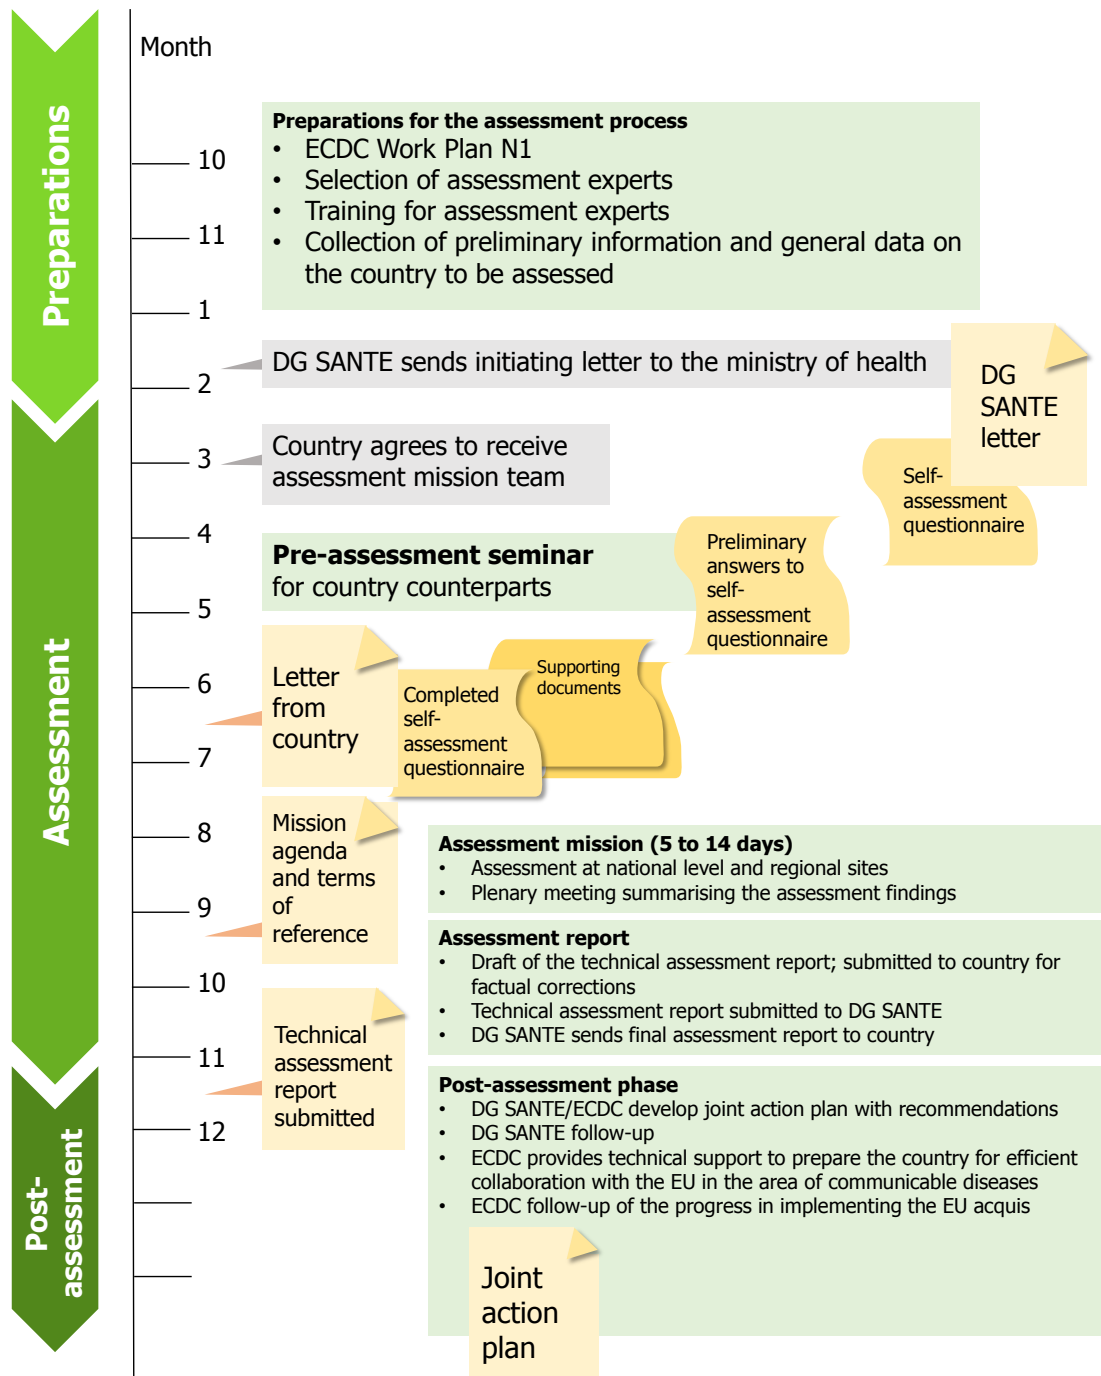 Month
Preparations
10
11
1
2
3
4
5
6
7
8
9
10
11
12
Preparations for the assessment process
• ECDC Work Plan N1
• Selection of assessment experts
• Training for assessment experts
• Collection of preliminary information and general data on
the country to be assessed
DG SANTE sends initiating letter to the ministry of health
DG
SANTE
letter
Country agrees to receive
assessment mission team
Self-
assessment
questionnaire
Assessment
Pre-assessment seminar
for country counterparts
Preliminary
answers to
self-
assessment
questionnaire
Letter
from
country
Completed
self-
assessment
questionnaire
Supporting
documents
Mission
agenda
and terms
of
reference
Assessment mission (5 to 14 days)
• Assessment at national level and regional sites
• Plenary meeting summarising the assessment findings
Assessment report
• Draft of the technical assessment report; submitted to country for
factual corrections
• Technical assessment report submitted to DG SANTE
• DG SANTE sends final assessment report to country
Technical
assessment
report
submitted
Post-
assessment
Post-assessment phase
• DG SANTE/ECDC develop joint action plan with recommendations
• DG SANTE follow-up
• ECDC provides technical support to prepare the country for efficient
collaboration with the EU in the area of communicable diseases
• ECDC follow-up of the progress in implementing the EU acquis
Joint
action
plan